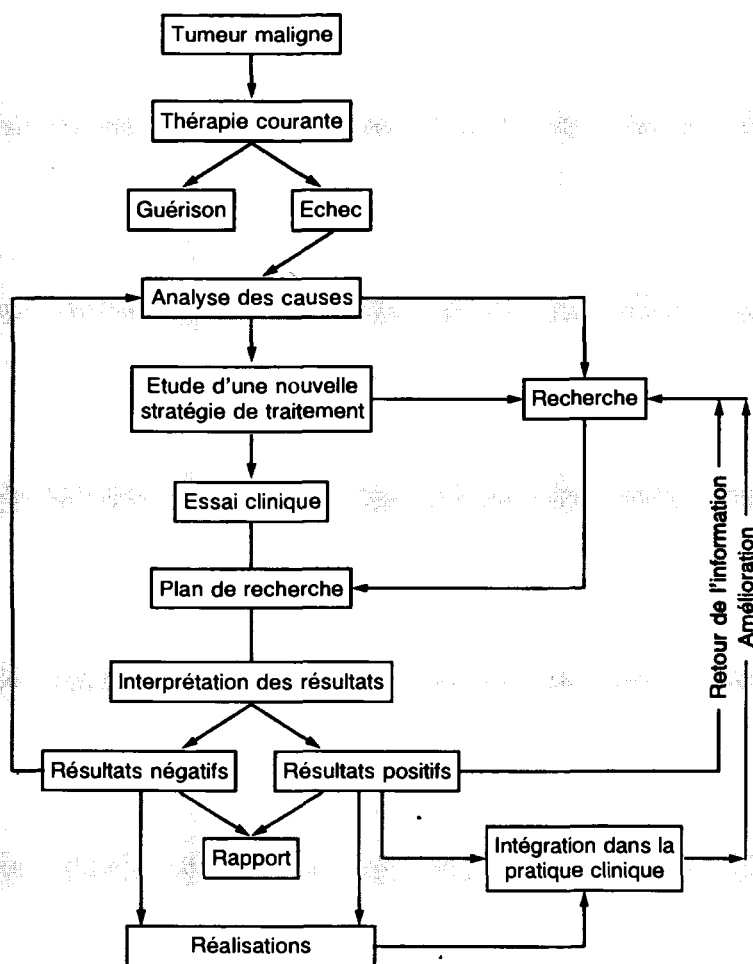 Tumeur maligne
Thérapie courante
Guérison
Echec
Analyse des causes
Etude d'une nouvelle
stratégie de traitement
Recherche
Essai clinique
Plan de recherche
Retour de l'information
Amélioration
Interprétation des résultats
Résultats négatifs
Résultats positifs
Rapport
Intégration dans la
pratique clinique
Réalisations